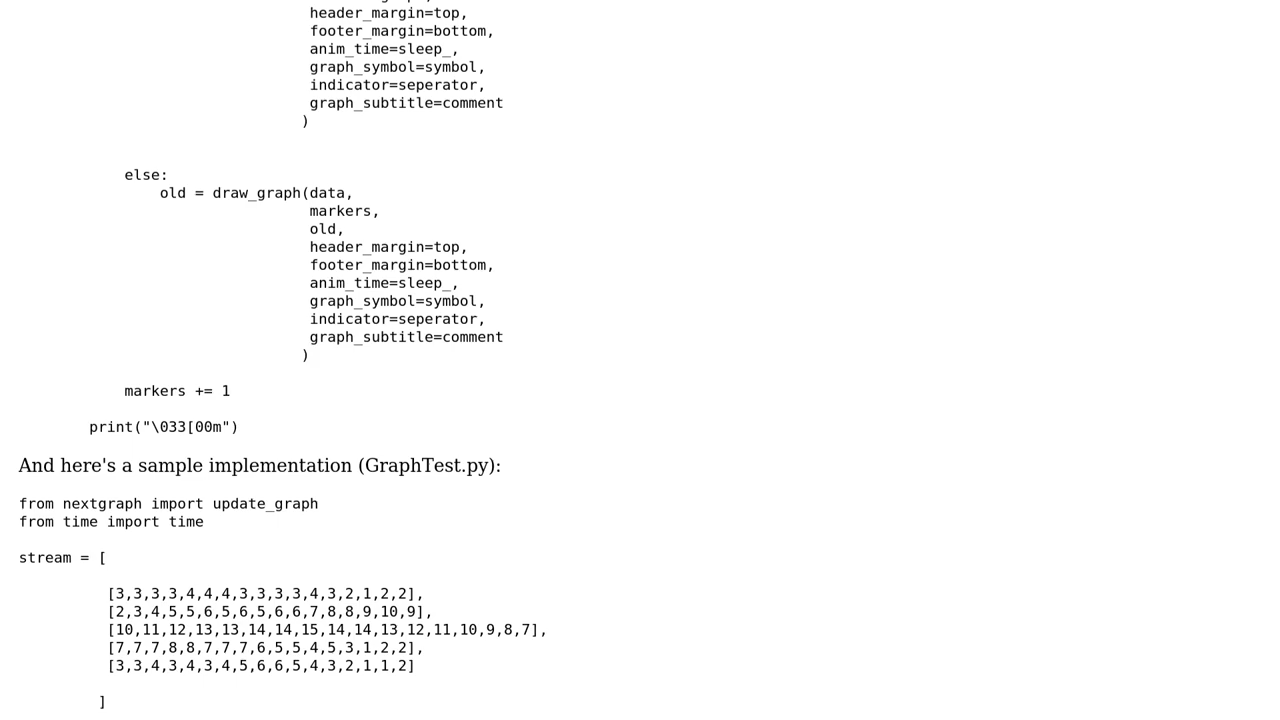 header_margin=top,
footer_margin=bottom,
anim_time=sleep_,
graph_symbol=symbol,
indicator=seperator,
graph_subtitle=comment
)
else:
old = draw_graph(data,
markers,
old,
header_margin=top,
footer_margin=bottom,
anim_time=sleep_,
graph_symbol=symbol,
indicator=seperator,
graph_subtitle=comment
)
markers += 1
print("\033[00m")
And here's a sample implementation (GraphTest.py):
from nextgraph import update_graph
from time import time
stream = [
[3,3,3,3,4,4,4,3,3,3,3,4,3,2,1,2,2],
[2,3,4,5,5,6,5,6,5,6,6,7,8,8,9,10,9],
[10,11,12,13,13,14,14,15,14,14,13,12,11,10,9,8,7],
[7,7,7,8,8,7,7,7,6,5,5,4,5,3,1,2,2],
[3,3,4,3,4,3,4,5,6,6,5,4,3,2,1,1,2]
]